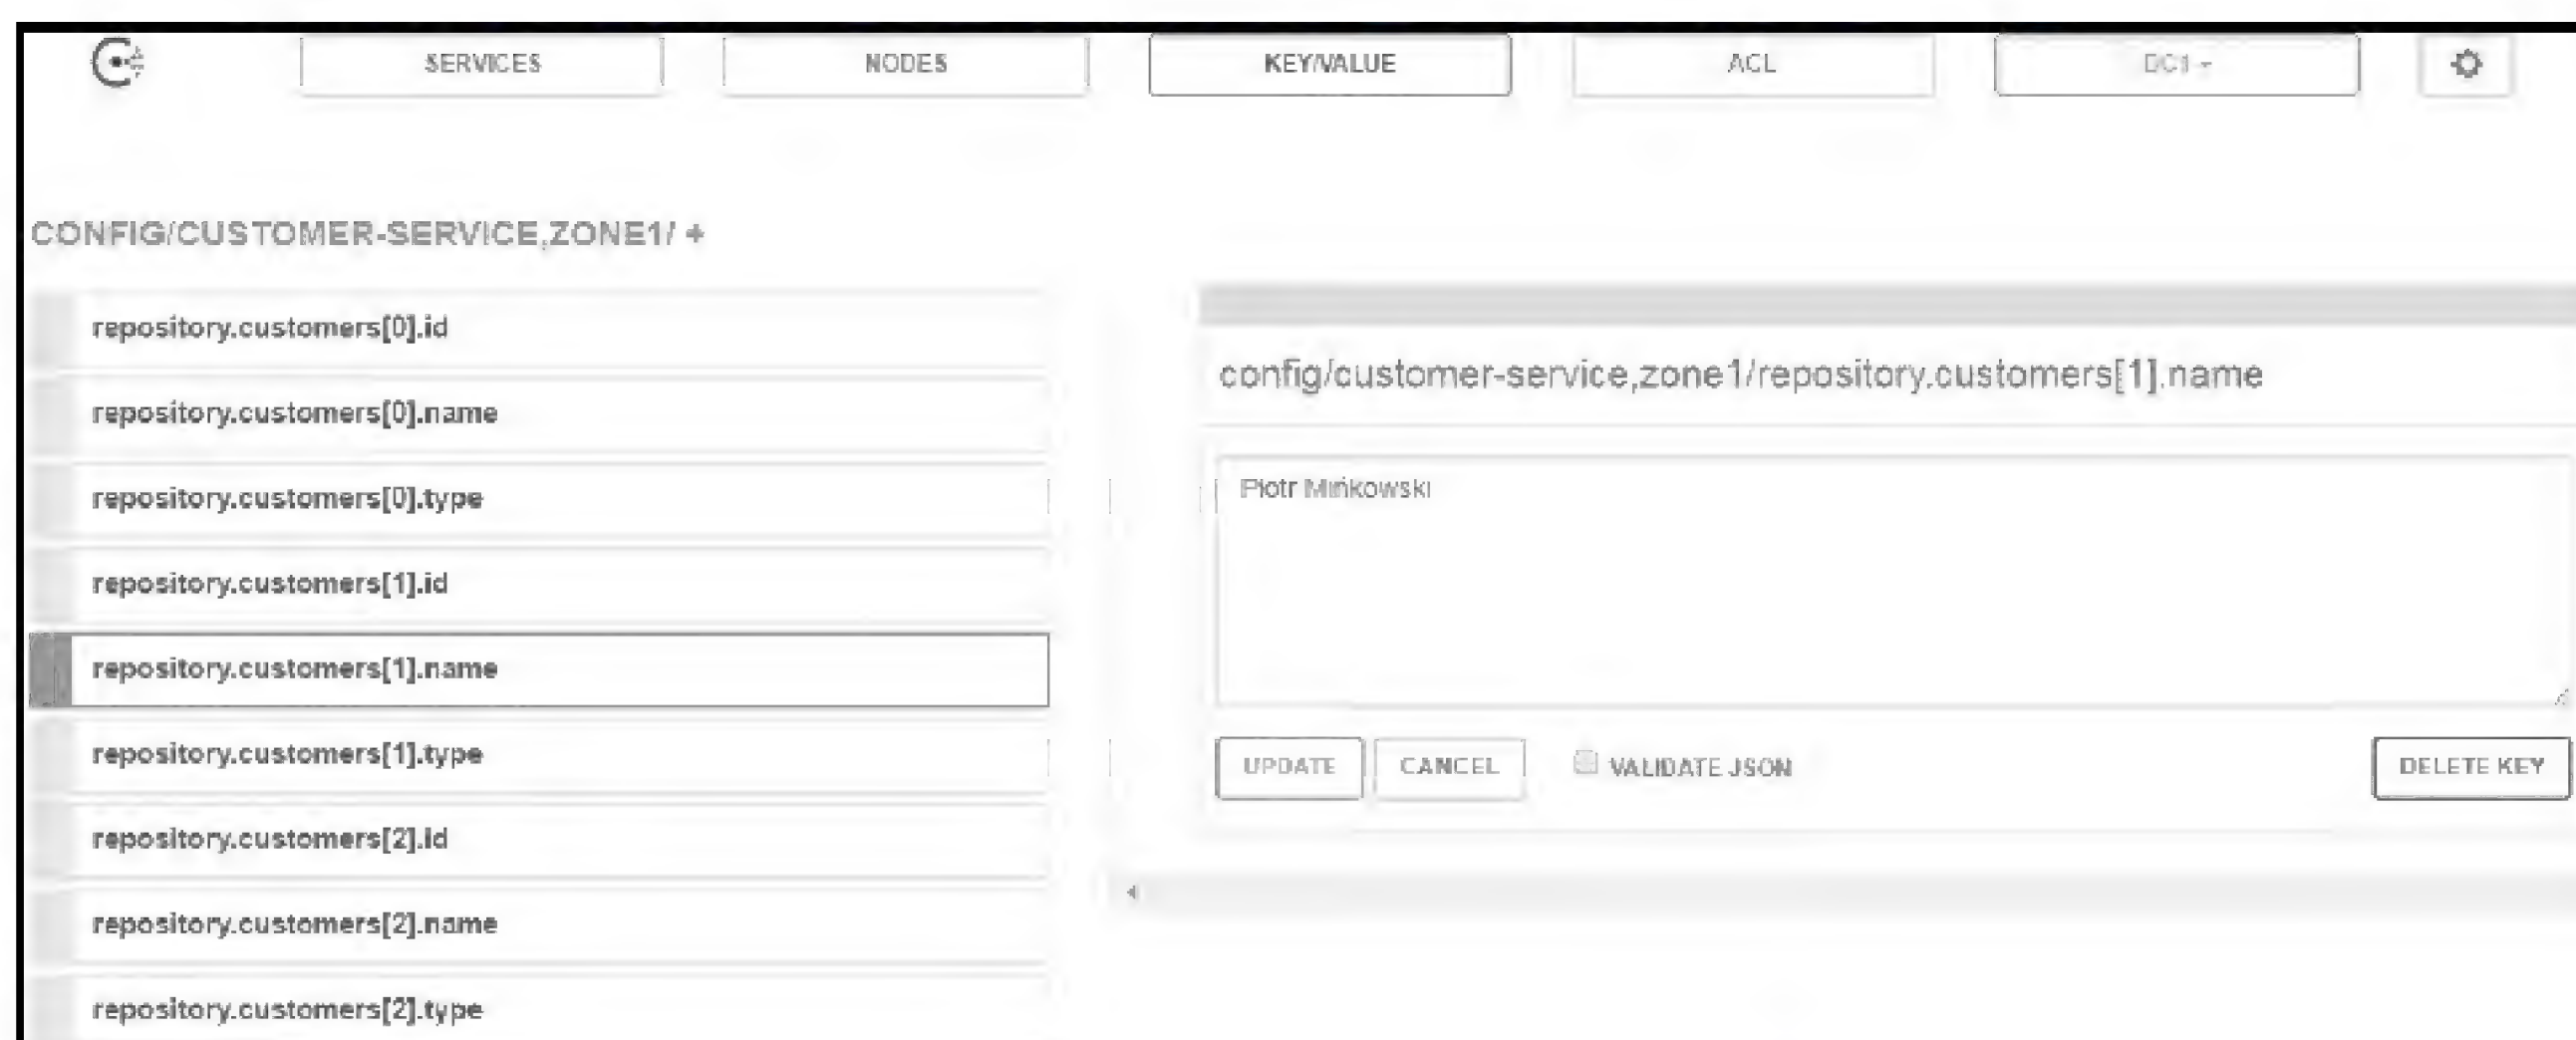 SERVICES NODES KEY/VALUE ACL DC1
CONFIG/CUSTOMER-SERVICE,ZONE1/ +
repository.customers[0].id
repository.customers[0].name
repository.customers[0].type
repository.customers[1].id
repository.customers[1].name
repository.customers[1].type
repository.customers[2].id
repository.customers[2].name
repository.customers[2].type
config/customer-service,zone1/repository.customers[1].name
Piotr Mińkowski
UPDATE CANCEL VALIDATE JSON DELETE KEY